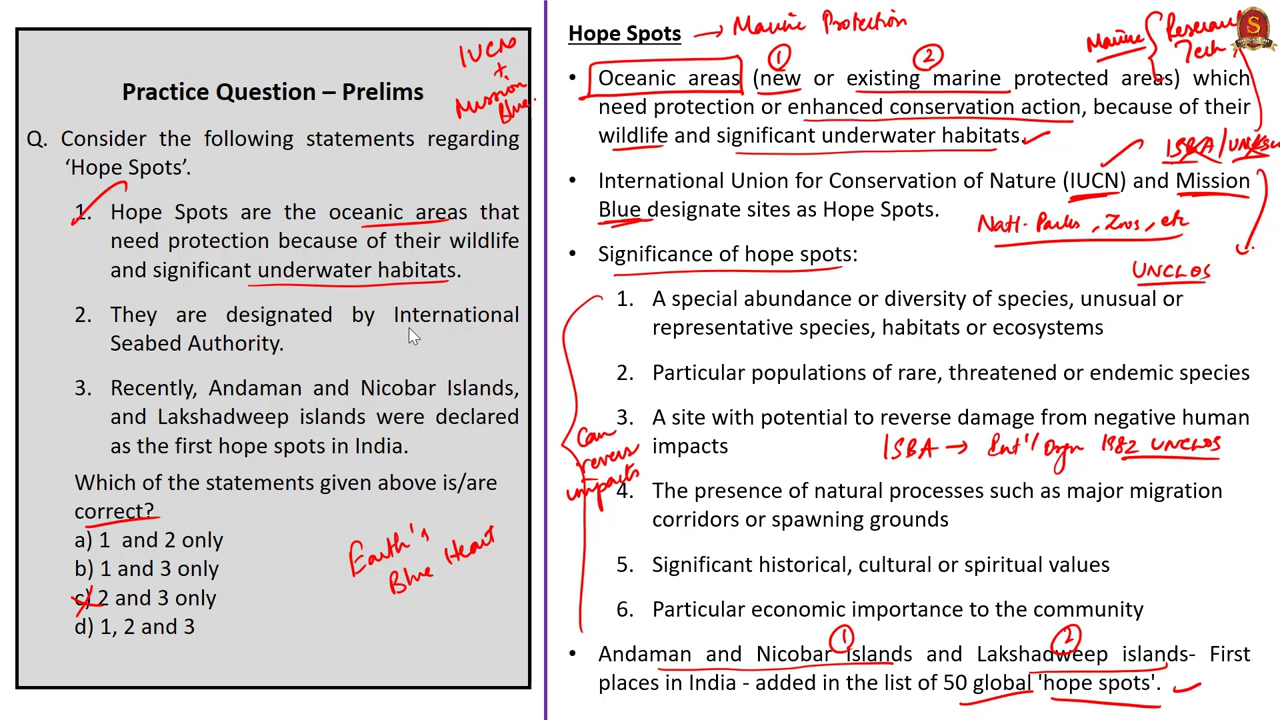 IUCN
+
Mission
Blue.
Practice Question – Prelims
Q. Consider the following statements regarding
‘Hope Spots’.
1. Hope Spots are the oceanic areas that
need protection because of their wildlife
and significant underwater habitats.
2. They are designated by International
Seabed Authority.
3. Recently, Andaman and Nicobar Islands,
and Lakshadweep islands were declared
as the first hope spots in India.
Which of the statements given above is/are
correct?
a) 1 and 2 only
b) 1 and 3 only
c) 2 and 3 only
d) 1, 2 and 3
Earth's
Blue Heart
Hope Spots → Marine Protection
Marine { Research
Tech
S
1 2
• Oceanic areas (new or existing marine protected areas) which
need protection or enhanced conservation action, because of their
wildlife and significant underwater habitats.
ISBA / UNESCO
• International Union for Conservation of Nature (IUCN) and Mission
Blue designate sites as Hope Spots.
Natl. Parks, Zoos, etc
• Significance of hope spots:
UNCLOS
1. A special abundance or diversity of species, unusual or
representative species, habitats or ecosystems
2. Particular populations of rare, threatened or endemic species
3. A site with potential to reverse damage from negative human
impacts
ISBA → Int'l Orgn 1982 UNCLOS
Can
revers
impacts
4. The presence of natural processes such as major migration
corridors or spawning grounds
5. Significant historical, cultural or spiritual values
6. Particular economic importance to the community
1 2
• Andaman and Nicobar Islands and Lakshadweep islands- First
places in India - added in the list of 50 global 'hope spots'.